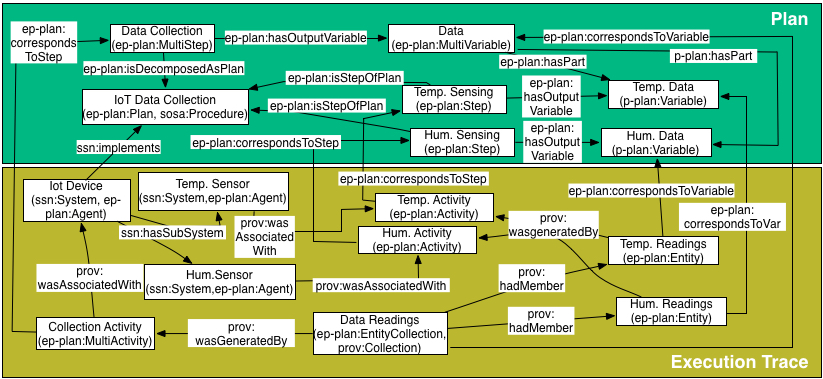 Plan
ep-plan:
corresponds
ToStep
Data Collection
(ep-plan:MultiStep)
ep-plan:hasOutputVariable
Data
(ep-plan:MultiVariable)
ep-plan:correspondsToVariable
p-plan:hasPart
ep-plan:hasPart
ep-plan:isDecomposedAsPlan
ep-plan:isStepOfPlan
IoT Data Collection
(ep-plan:Plan, sosa:Procedure)
Temp. Sensing
(ep-plan:Step)
ep-plan:
hasOutput
Variable
Temp. Data
(p-plan:Variable)
ep-plan:isStepOfPlan
Hum. Sensing
(ep-plan:Step)
ep-plan:
hasOutput
Variable
Hum. Data
(p-plan:Variable)
ep-plan:correspondsToStep
ssn:implements
ep-plan:correspondsToStep
Iot Device
(ssn:System, ep-
plan:Agent)
Temp. Sensor
(ssn:System,ep-plan:Agent)
ep-plan:correspondsToVariable
Temp. Activity
(ep-plan:Activity)
prov:was
Associated
With
ssn:hasSubSystem
Hum. Activity
(ep-plan:Activity)
prov:
wasgeneratedBy
ep-plan:
correspondsToVar
Temp. Readings
(ep-plan:Entity)
prov:
wasAssociatedWith
Hum.Sensor
(ssn:System,ep-plan:Agent)
prov:wasAssociatedWith
prov:
hadMember
Hum. Readings
(ep-plan:Entity)
Collection Activity
(ep-plan:MultiActivity)
prov:
wasGeneratedBy
Data Readings
(ep-plan:EntityCollection,
prov:Collection)
prov:
hadMember
Execution Trace